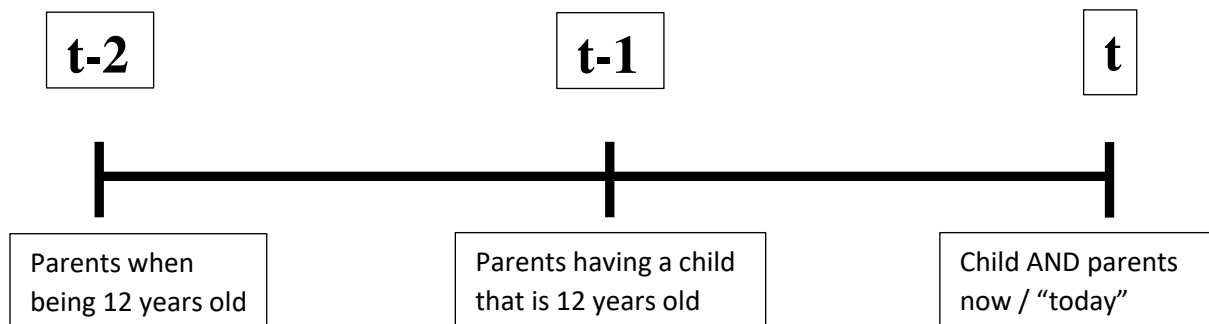 t-2
t-1
t
Parents when
being 12 years old
Parents having a child
that is 12 years old
Child AND parents
now / “today”